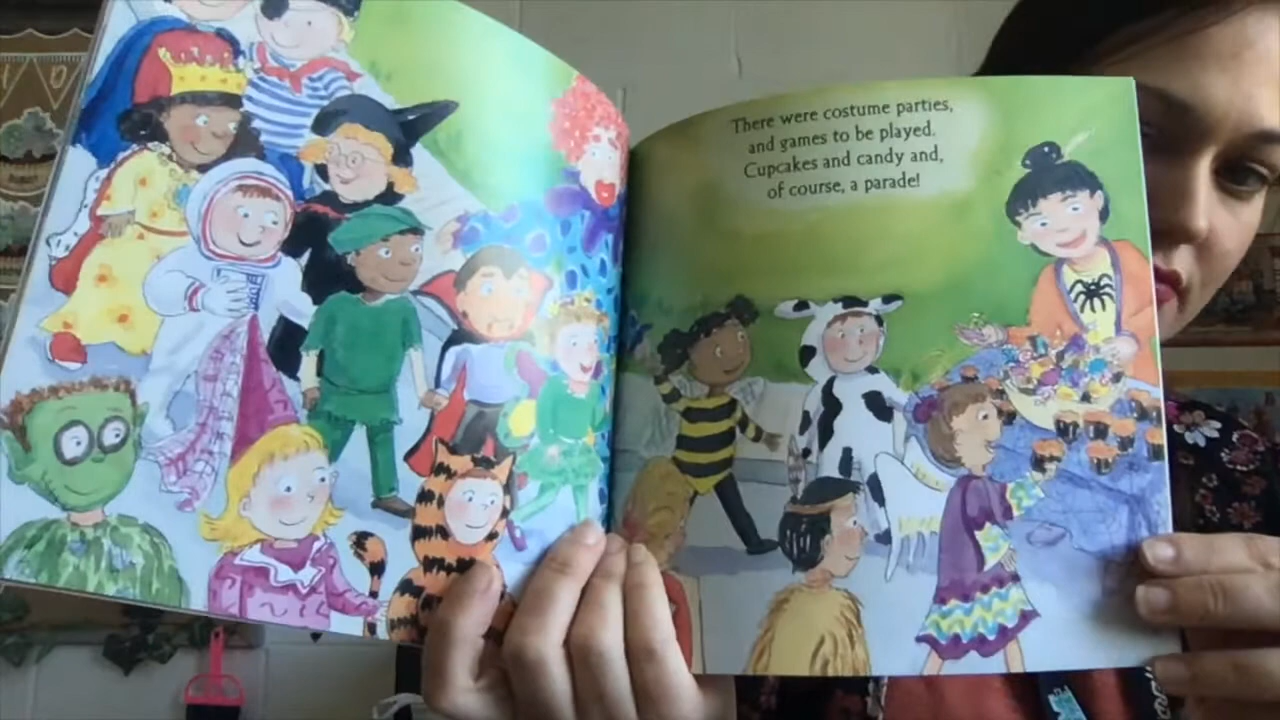 There were costume parties,
and games to be played.
Cupcakes and candy and,
of course, a parade!